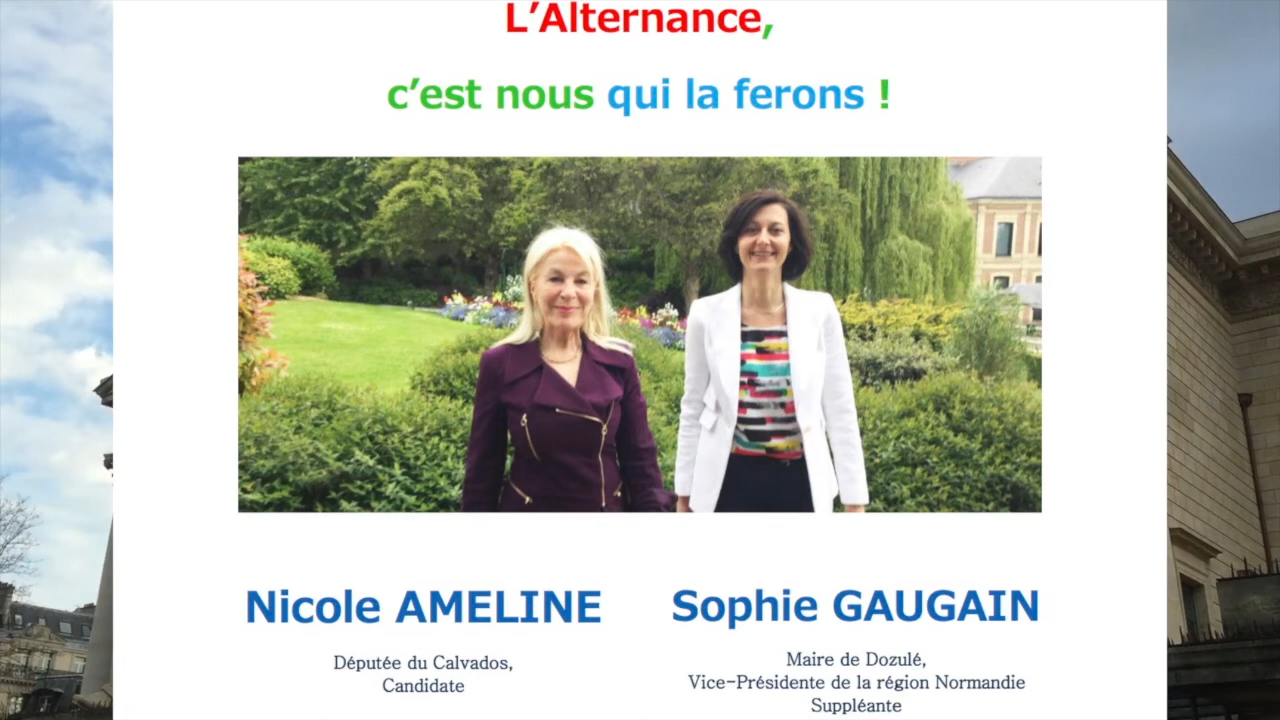 L’Alternance,
c’est nous qui la ferons !
Nicole AMELINE
Députée du Calvados,
Candidate
Sophie GAUGAIN
Maire de Dozulé,
Vice-Présidente de la région Normandie
Suppléante